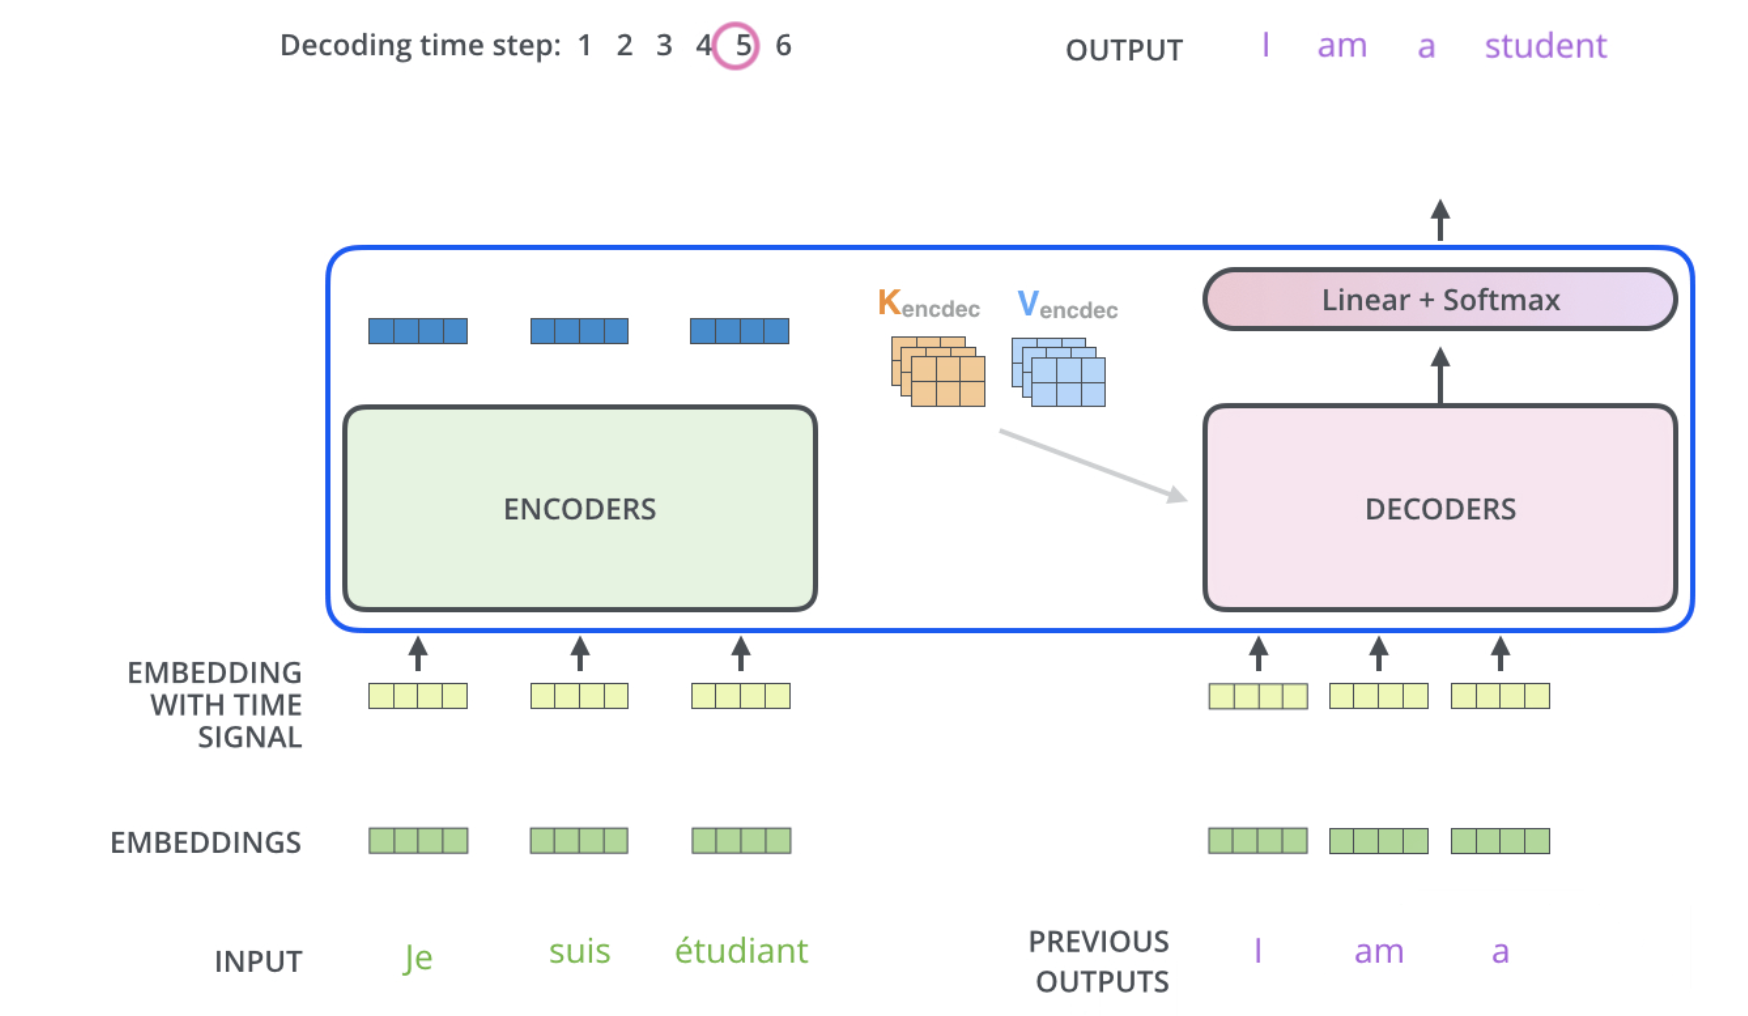 Decoding time step: 1 2 3 4 5 6
OUTPUT I am a student
Kencdec Vencdec
Linear + Softmax
ENCODERS
DECODERS
EMBEDDING
WITH TIME
SIGNAL
EMBEDDINGS
INPUT Je suis étudiant
PREVIOUS
OUTPUTS
I am a